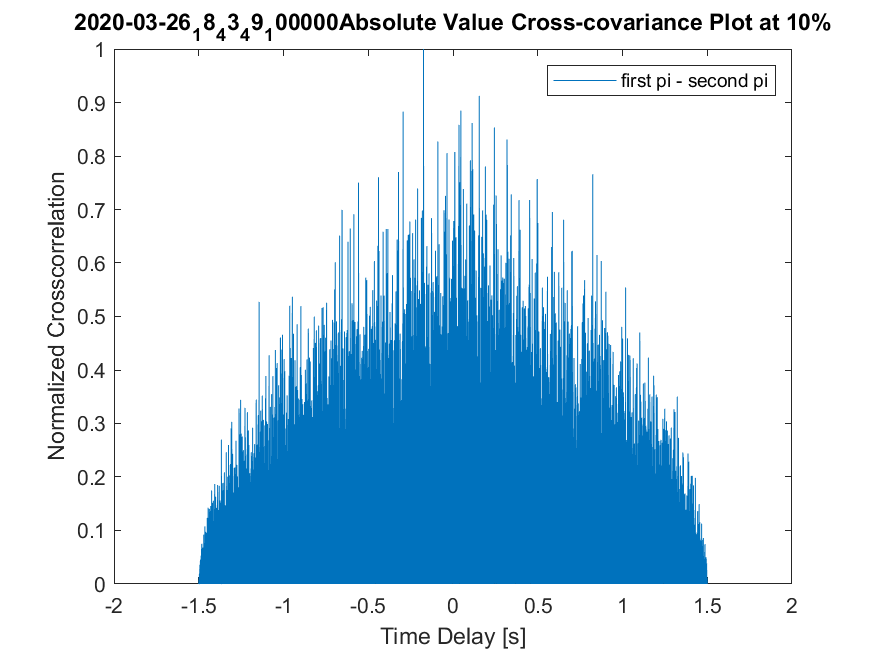 2020-03-26₁8₄3₄9₁00000Absolute Value Cross-covariance Plot at 10%
first pi - second pi
Normalized Crosscorrelation
1
0.9
0.8
0.7
0.6
0.5
0.4
0.3
0.2
0.1
0
-2 -1.5 -1 -0.5 0 0.5 1 1.5 2
Time Delay [s]